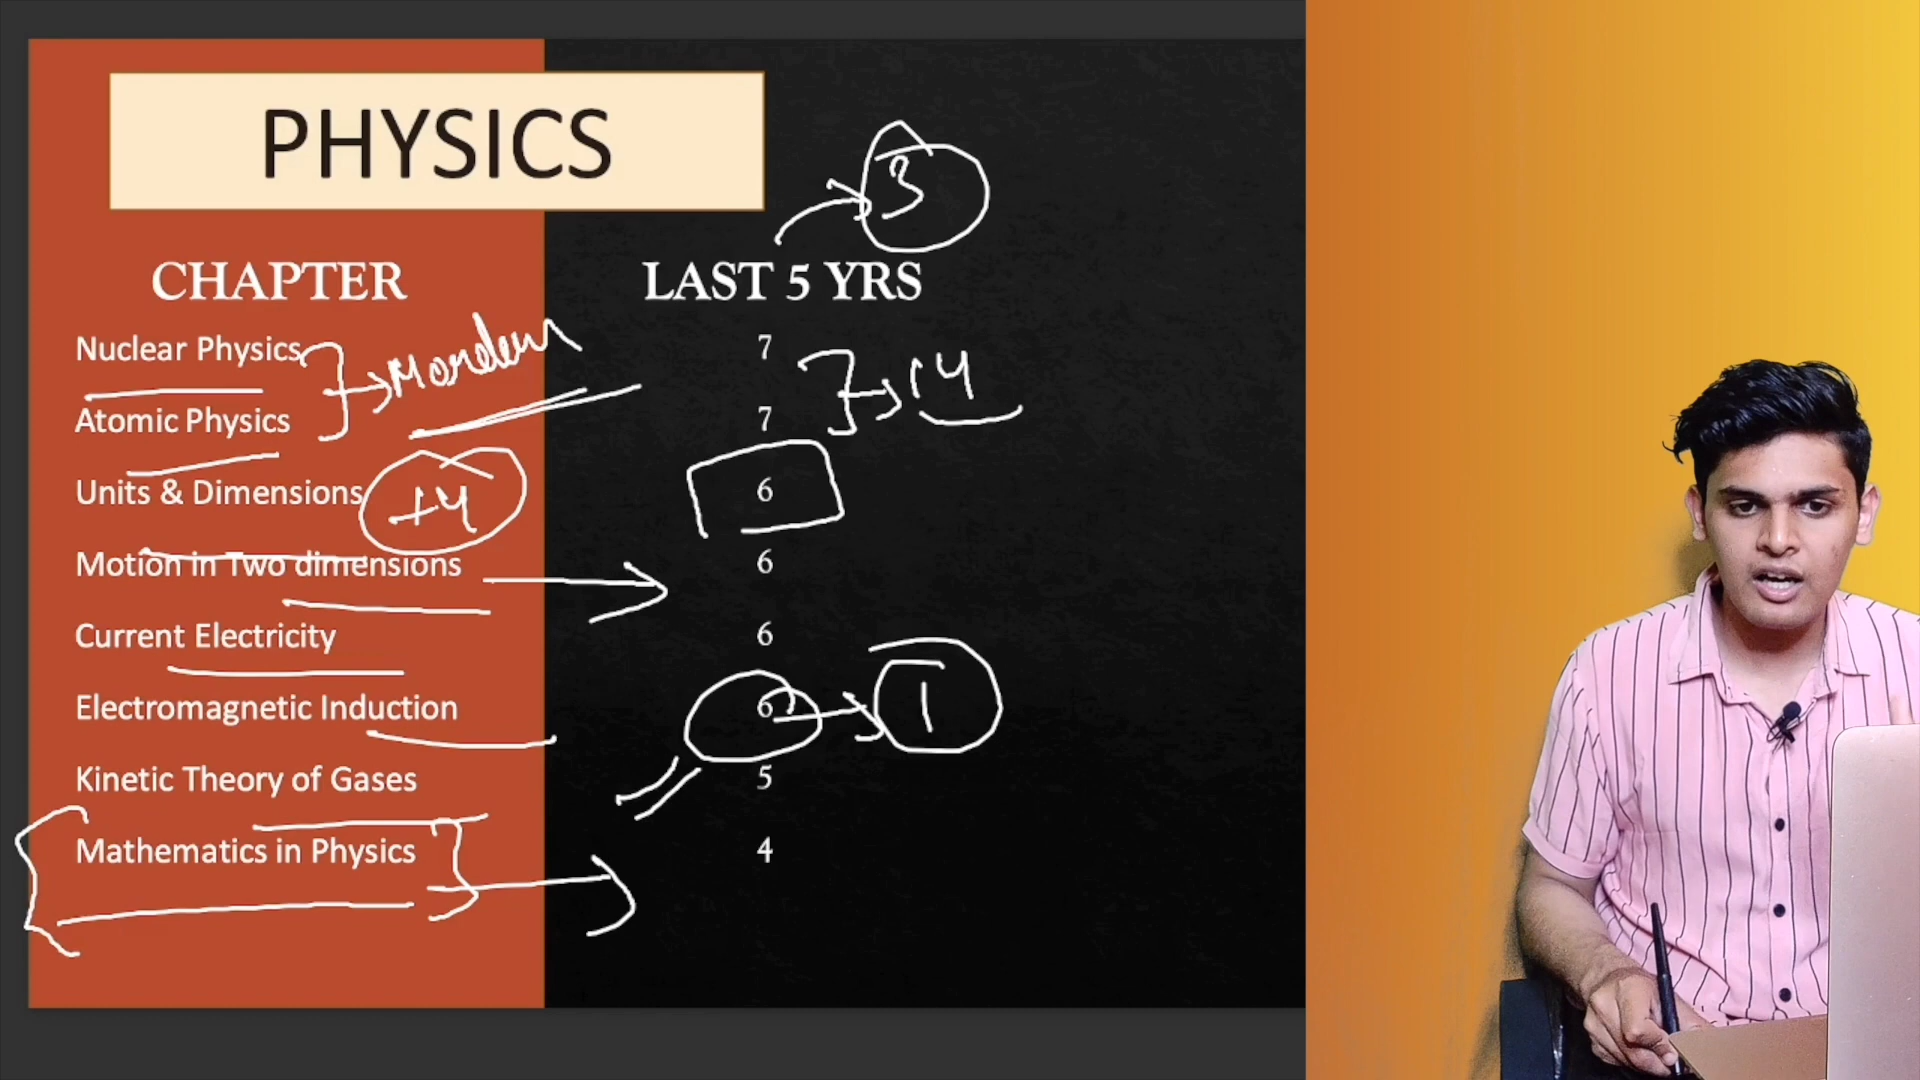 PHYSICS
3
CHAPTER LAST 5 YRS
Nuclear Physics 7
Mordern 14
Atomic Physics 7
Units & Dimensions +4 6
Motion in Two dimensions 6
Current Electricity 6
Electromagnetic Induction 6 1
Kinetic Theory of Gases 5
Mathematics in Physics 4